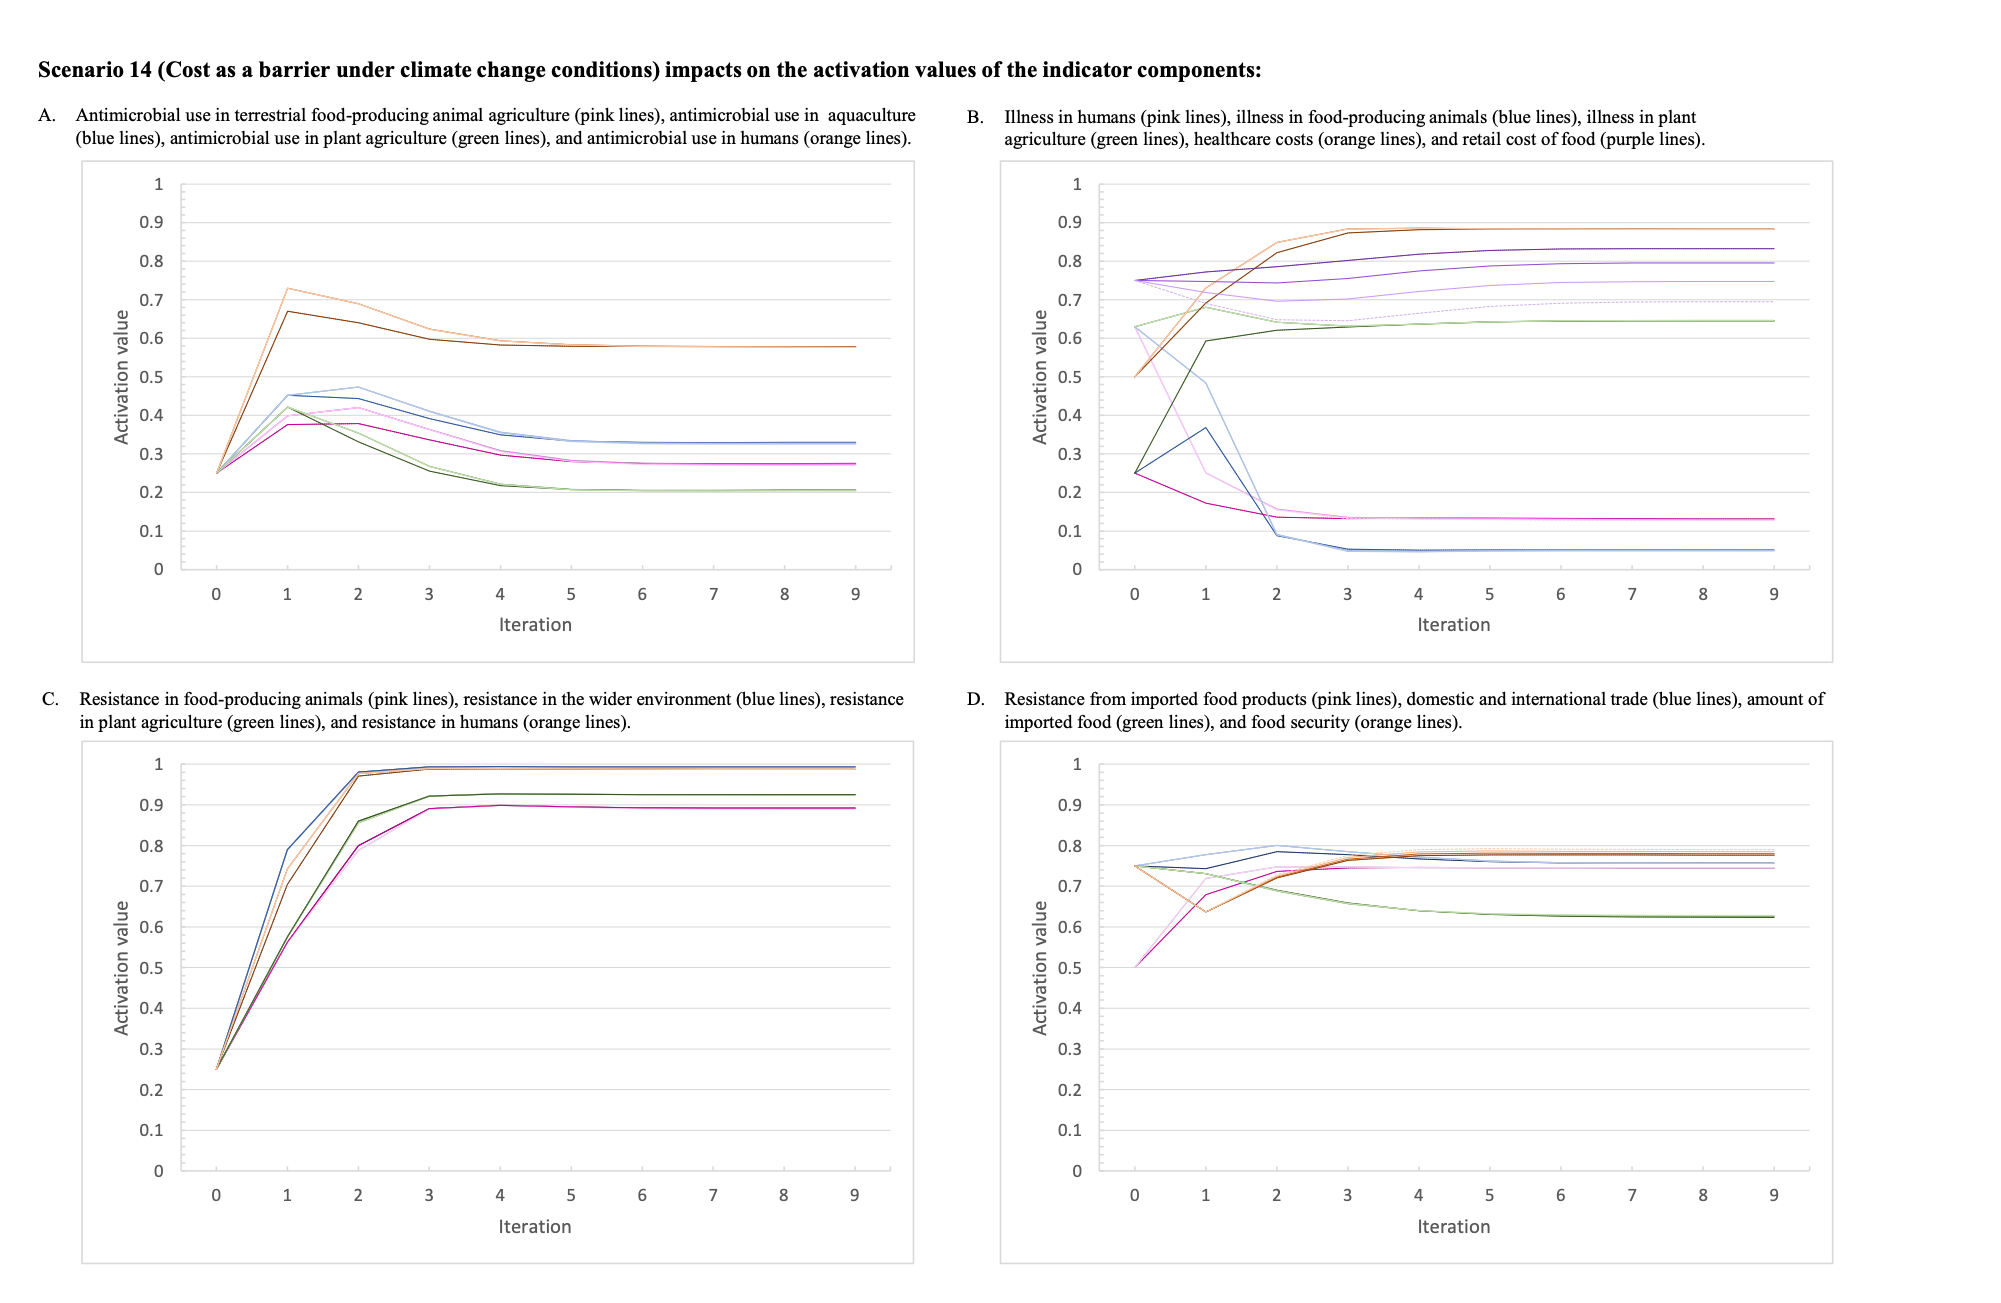 Scenario 14 (Cost as a barrier under climate change conditions) impacts on the activation values of the indicator components:
A. Antimicrobial use in terrestrial food-producing animal agriculture (pink lines), antimicrobial use in aquaculture
(blue lines), antimicrobial use in plant agriculture (green lines), and antimicrobial use in humans (orange lines).
1
0.9
0.8
0.7
0.6
0.5
0.4
0.3
0.2
0.1
0
Activation value
0 1 2 3 4 5 6 7 8 9
Iteration
B. Illness in humans (pink lines), illness in food-producing animals (blue lines), illness in plant
agriculture (green lines), healthcare costs (orange lines), and retail cost of food (purple lines).
1
0.9
0.8
0.7
0.6
0.5
0.4
0.3
0.2
0.1
0
Activation value
0 1 2 3 4 5 6 7 8 9
Iteration
C. Resistance in food-producing animals (pink lines), resistance in the wider environment (blue lines), resistance
in plant agriculture (green lines), and resistance in humans (orange lines).
1
0.9
0.8
0.7
0.6
0.5
0.4
0.3
0.2
0.1
0
Activation value
0 1 2 3 4 5 6 7 8 9
Iteration
D. Resistance from imported food products (pink lines), domestic and international trade (blue lines), amount of
imported food (green lines), and food security (orange lines).
1
0.9
0.8
0.7
0.6
0.5
0.4
0.3
0.2
0.1
0
Activation value
0 1 2 3 4 5 6 7 8 9
Iteration